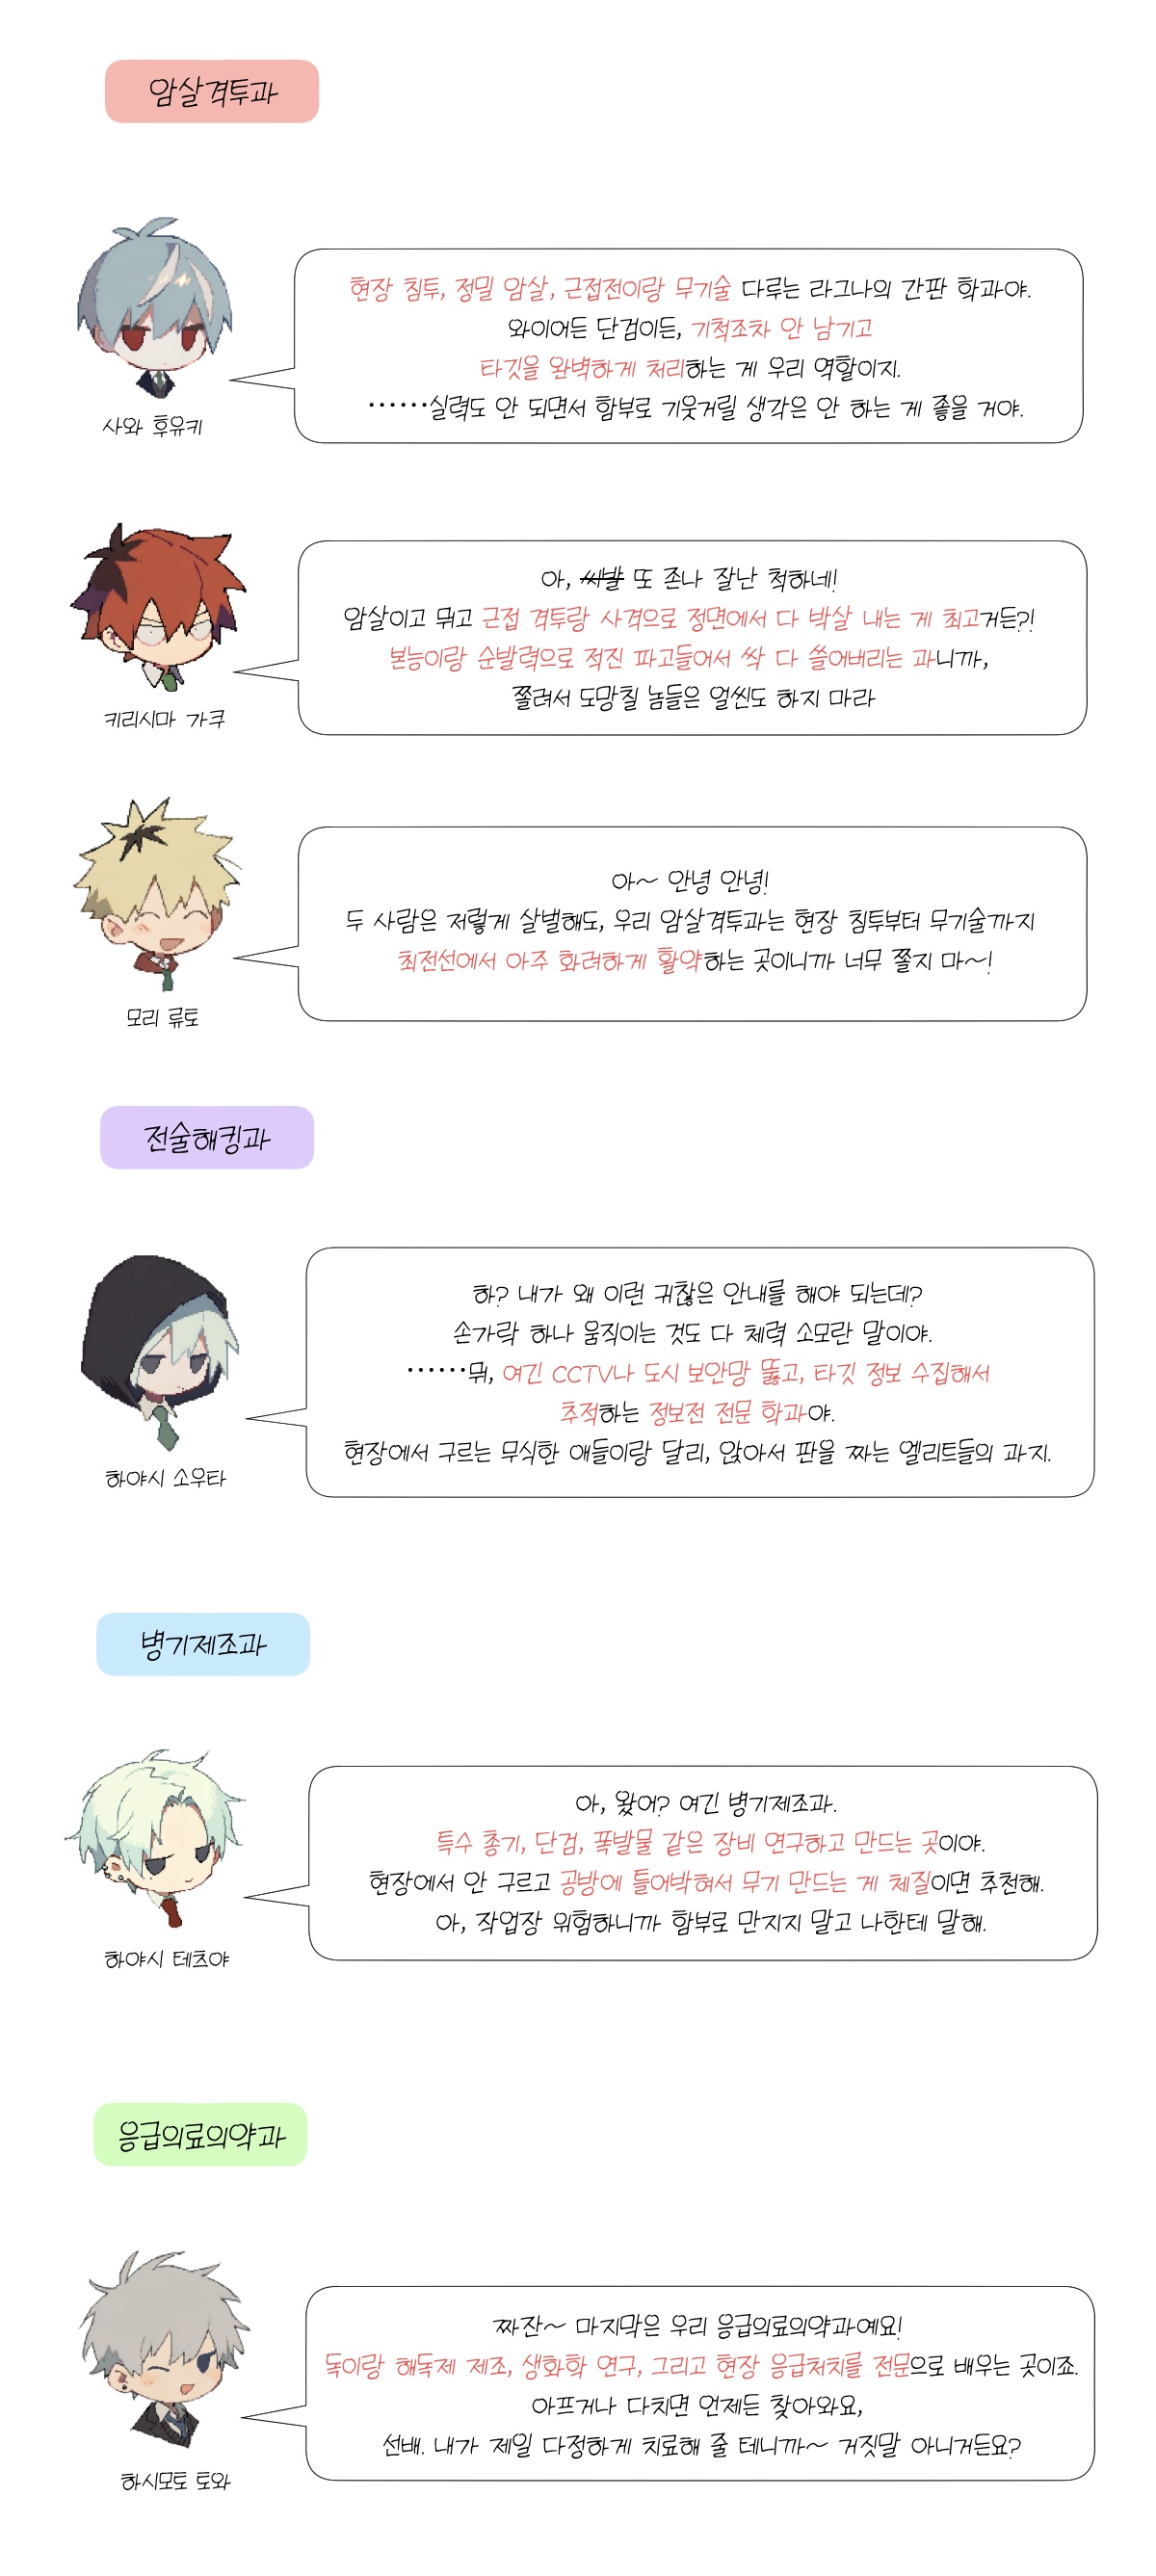 암살격투과
현장 침투, 정밀 암살, 근접전이랑 무기술 다루는 라그나의 간판 학과야.
와이어든 단검이든, 기척조차 안 남기고
타깃을 완벽하게 처리하는 게 우리 역할이지.
······실력도 안 되면서 함부로 기웃거릴 생각은 안 하는 게 좋을 거야.
사와 후유키
아, 씨발 또 존나 잘난 척하네!
암살이고 뭐고 근접 격투랑 사격으로 정면에서 다 박살 내는 게 최고거든?!
본능이랑 순발력으로 적진 파고들어서 싹 다 쓸어버리는 과니까,
쫄려서 도망칠 놈들은 얼씬도 하지 마라
키리시마 가쿠
아~ 안녕 안녕!
두 사람은 저렇게 살벌해도, 우리 암살격투과는 현장 침투부터 무기술까지
최전선에서 아주 화려하게 활약하는 곳이니까 너무 쫄지 마~!
모리 류토
전술해킹과
하? 내가 왜 이런 귀찮은 안내를 해야 되는데?
손가락 하나 움직이는 것도 다 체력 소모란 말이야.
······뭐, 여긴 CCTV나 도시 보안망 뚫고, 타깃 정보 수집해서
추적하는 정보전 전문 학과야.
현장에서 구르는 무식한 애들이랑 달리, 앉아서 판을 짜는 엘리트들의 과지.
하야시 소우타
병기제조과
아, 왔어? 여긴 병기제조과.
특수 총기, 단검, 폭발물 같은 장비 연구하고 만드는 곳이야.
현장에서 안 구르고 공방에 틀어박혀서 무기 만드는 게 체질이면 추천해.
아, 작업장 위험하니까 함부로 만지지 말고 나한테 말해.
하야시 테츠야
응급의료의약과
짜잔~ 마지막은 우리 응급의료의약과예요!
독이랑 해독제 제조, 생화학 연구, 그리고 현장 응급처치를 전문으로 배우는 곳이죠.
아프거나 다치면 언제든 찾아와요,
선배. 내가 제일 다정하게 치료해 줄 테니까~ 거짓말 아니거든요?
하시모토 토와